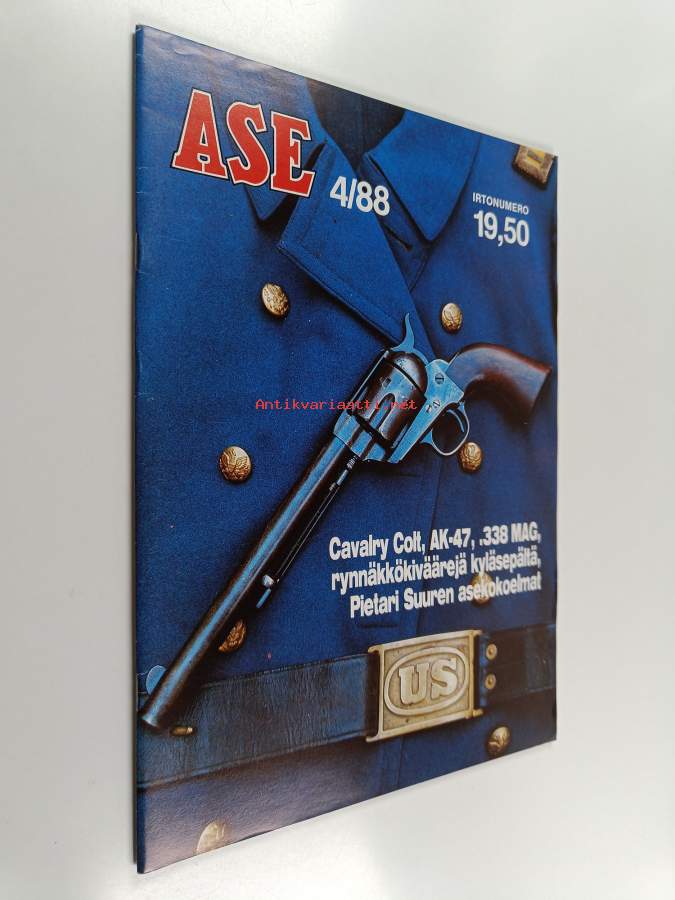 ASE
4/88
IRTONUMERO
19,50
Antikvariaatti.net
Cavalry Colt, AK-47, .338 MAG,
rynnäkkökiväärejä kyläsepältä,
Pietari Suuren asekokoelmat
US